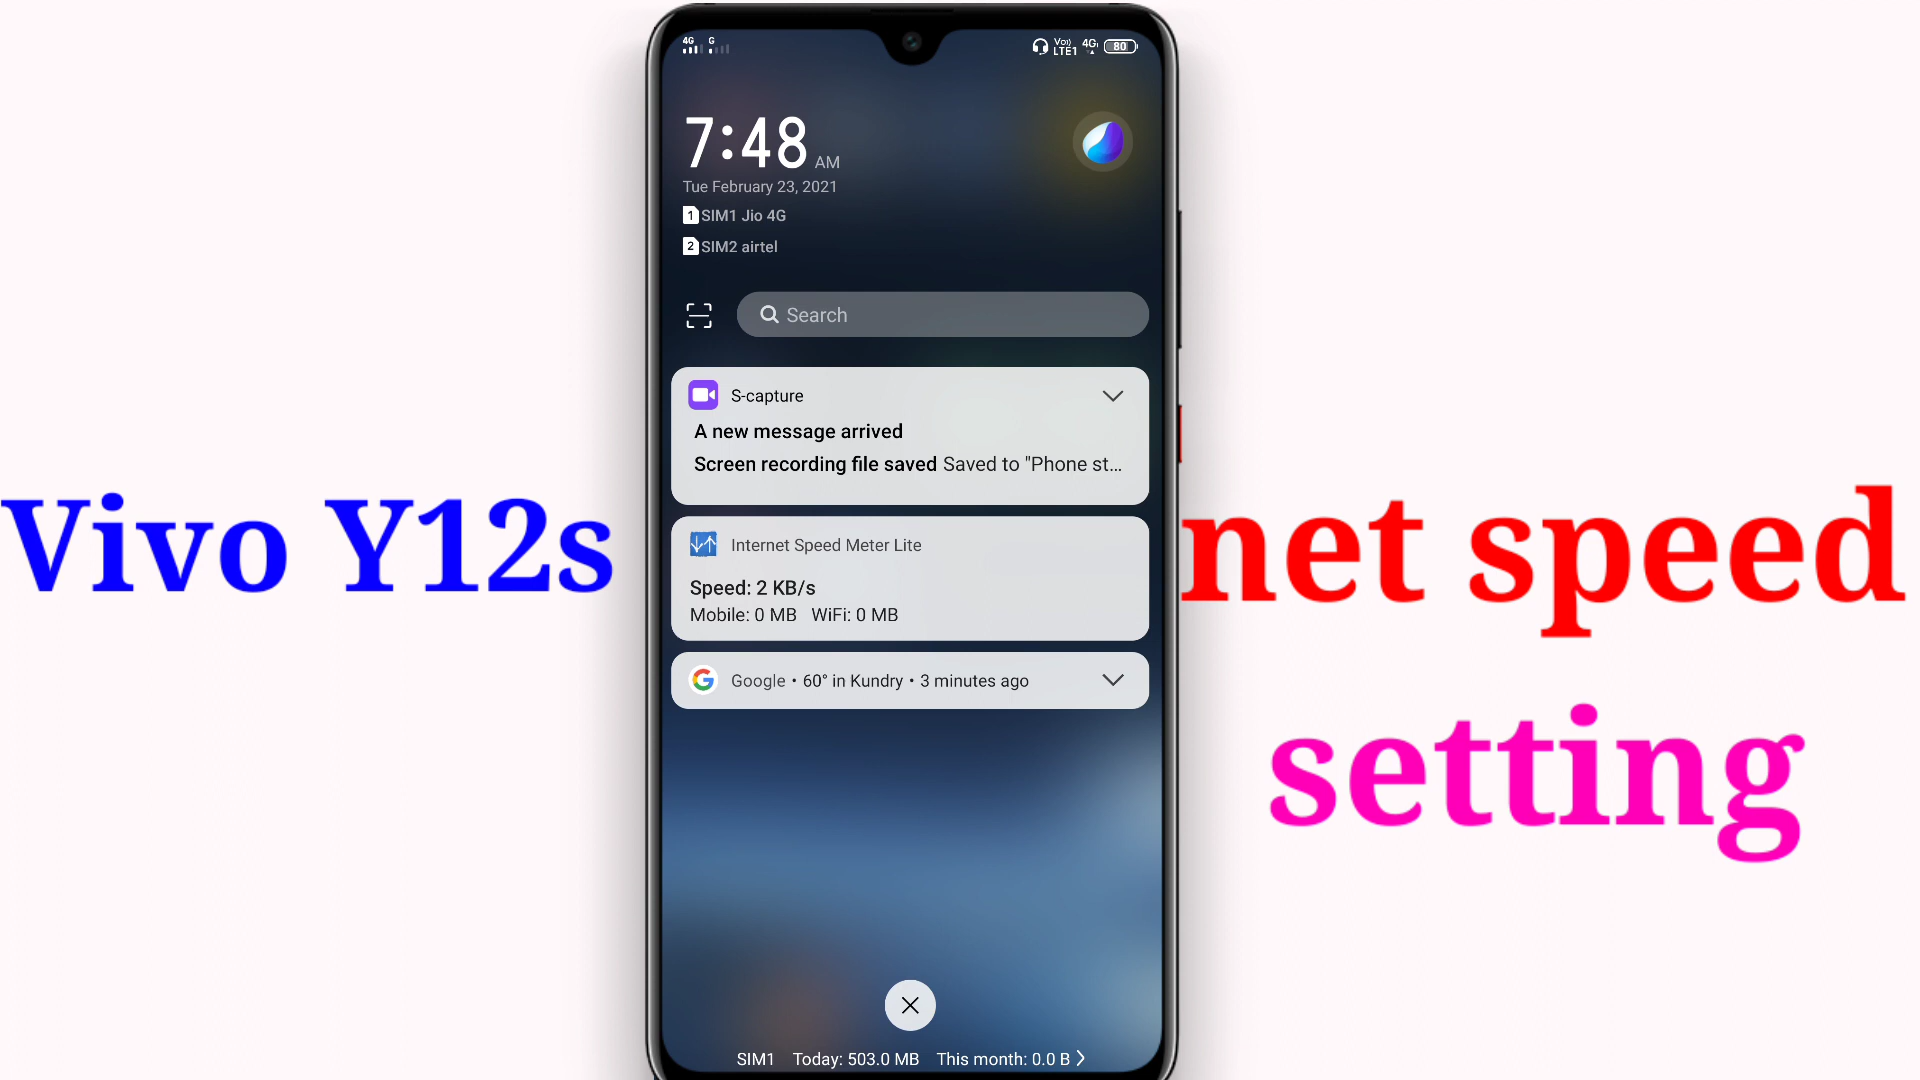 4G G Vo) LTE1 4G 80
7:48 AM
Tue February 23, 2021
1 SIM1 Jio 4G
2 SIM2 airtel
Search
S-capture
A new message arrived
Screen recording file saved Saved to "Phone st...
Internet Speed Meter Lite
Speed: 2 KB/s
Mobile: 0 MB WiFi: 0 MB
Google • 60° in Kundry • 3 minutes ago
SIM1 Today: 503.0 MB This month: 0.0 B
Vivo Y12s
net speed
setting